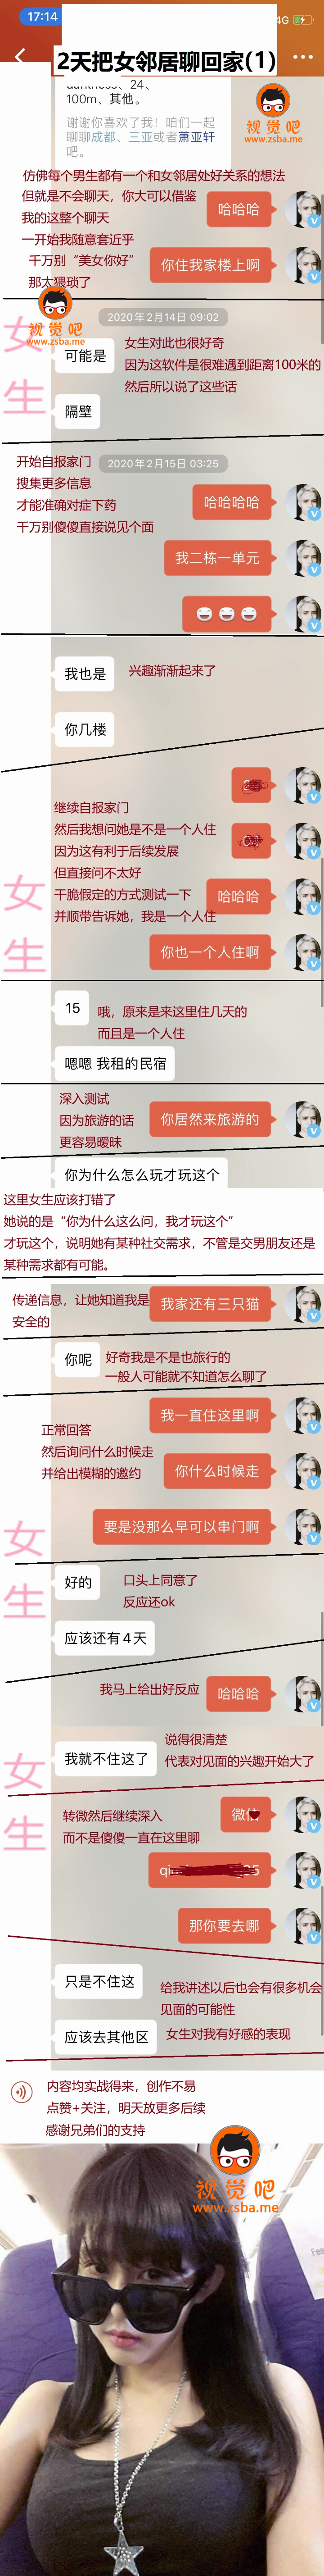 17:14
4G
2天把女邻居聊回家(1)
darkness、24、
100m、其他。
谢谢你喜欢了我！咱们一起
聊聊成都、三亚或者萧亚轩
吧。
视觉吧
www.zsba.me
仿佛每个男生都有一个和女邻居处好关系的想法
但就是不会聊天，你大可以借鉴
我的这整个聊天
哈哈哈
一开始我随意套近乎
千万别“美女你好”
那太猥琐了
你住我家楼上啊
视觉吧
www.zsba.me
2020年2月14日 09:02
女生
可能是
女生对此也很好奇
因为这软件是很难遇到距离100米的
然后所以说了这些话
隔壁
开始自报家门
搜集更多信息
才能准确对症下药
千万别傻傻直接说见个面
2020年2月15日 03:25
哈哈哈哈
我二栋一单元
我也是
兴趣渐渐起来了
你几楼
继续自报家门
然后我想问她是不是一个人住
因为这有利于后续发展
但直接问不太好
干脆假定的方式测试一下
并顺带告诉她，我是一个人住
哈哈哈
你也一个人住啊
女生
15
哦，原来是来这里住几天的
而且是一个人住
嗯嗯 我租的民宿
深入测试
因为旅游的话
更容易暧昧
你居然来旅游的
你为什么怎么玩才玩这个
这里女生应该打错了
她说的是“你为什么这么问，我才玩这个”
才玩这个，说明她有某种社交需求，不管是交男朋友还是
某种需求都有可能。
传递信息，让她知道我是
安全的
我家还有三只猫
你呢
好奇我是不是也旅行的
一般人可能就不知道怎么聊了
我一直住这里啊
正常回答
然后询问什么时候走
并给出模糊的邀约
你什么时候走
要是没那么早可以串门啊
女生
好的
口头上同意了
反应还ok
应该还有4天
我马上给出好反应
哈哈哈
女生
我就不住这了
说得很清楚
代表对见面的兴趣开始大了
转微然后继续深入
而不是傻傻一直在这里聊
微
q
5
那你要去哪
只是不住这
给我讲述以后也会有很多机会
见面的可能性
应该去其他区
女生对我有好感的表现
内容均实战得来，创作不易
点赞+关注，明天放更多后续
感谢兄弟们的支持
视觉吧
www.zsba.me